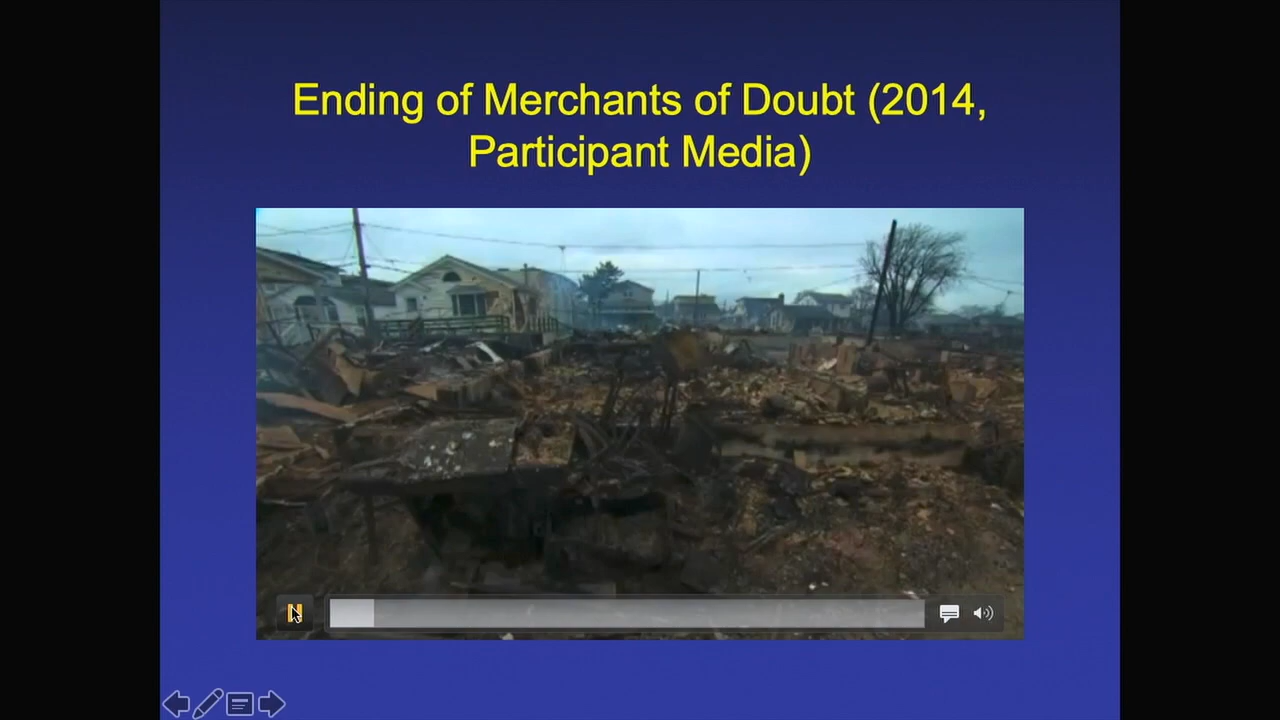 Ending of Merchants of Doubt (2014,
Participant Media)